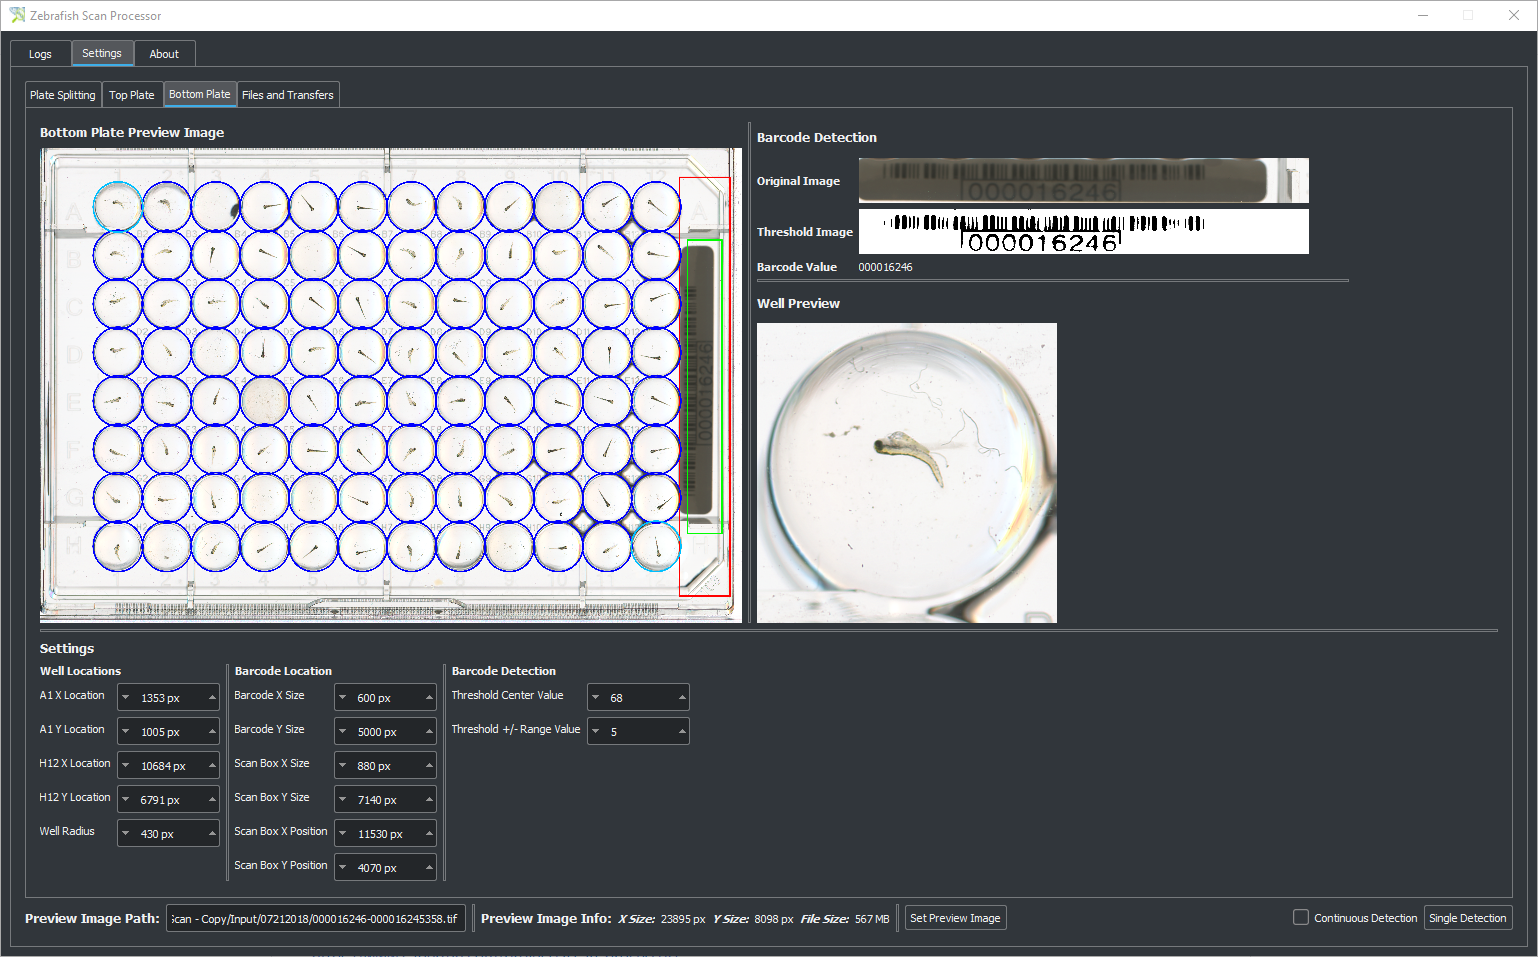 Zebrafish Scan Processor
Logs Settings About
Plate Splitting Top Plate Bottom Plate Files and Transfers
Bottom Plate Preview Image
000016246
Barcode Detection
Original Image
000016246
Threshold Image
000016246
Barcode Value 000016246
Well Preview
Settings
Well Locations Barcode Location Barcode Detection
A1 X Location 1353 px Barcode X Size 600 px Threshold Center Value 68
A1 Y Location 1005 px Barcode Y Size 5000 px Threshold +/- Range Value 5
H12 X Location 10684 px Scan Box X Size 880 px
H12 Y Location 6791 px Scan Box Y Size 7140 px
Well Radius 430 px Scan Box X Position 11530 px
Scan Box Y Position 4070 px
Preview Image Path: Scan - Copy/Input/07212018/000016246-000016245358.tif Preview Image Info: X Size: 23895 px Y Size: 8098 px File Size: 567 MB Set Preview Image Continuous Detection Single Detection